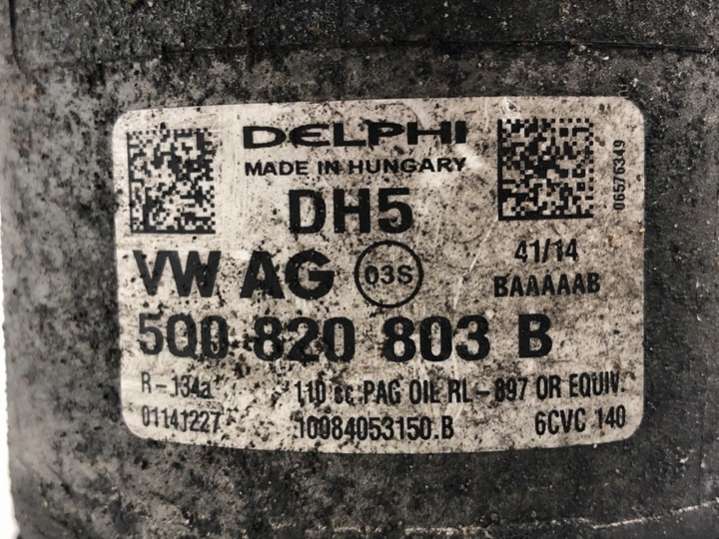 DELPHI
MADE IN HUNGARY
DH5
06576349
VW AG 03S 41/14
BAAAAAB
5Q0 820 803 B
R-134a 110 cc PAG OIL RL-897 OR EQUIV.
01141227 10984053150.B 6CVC 140